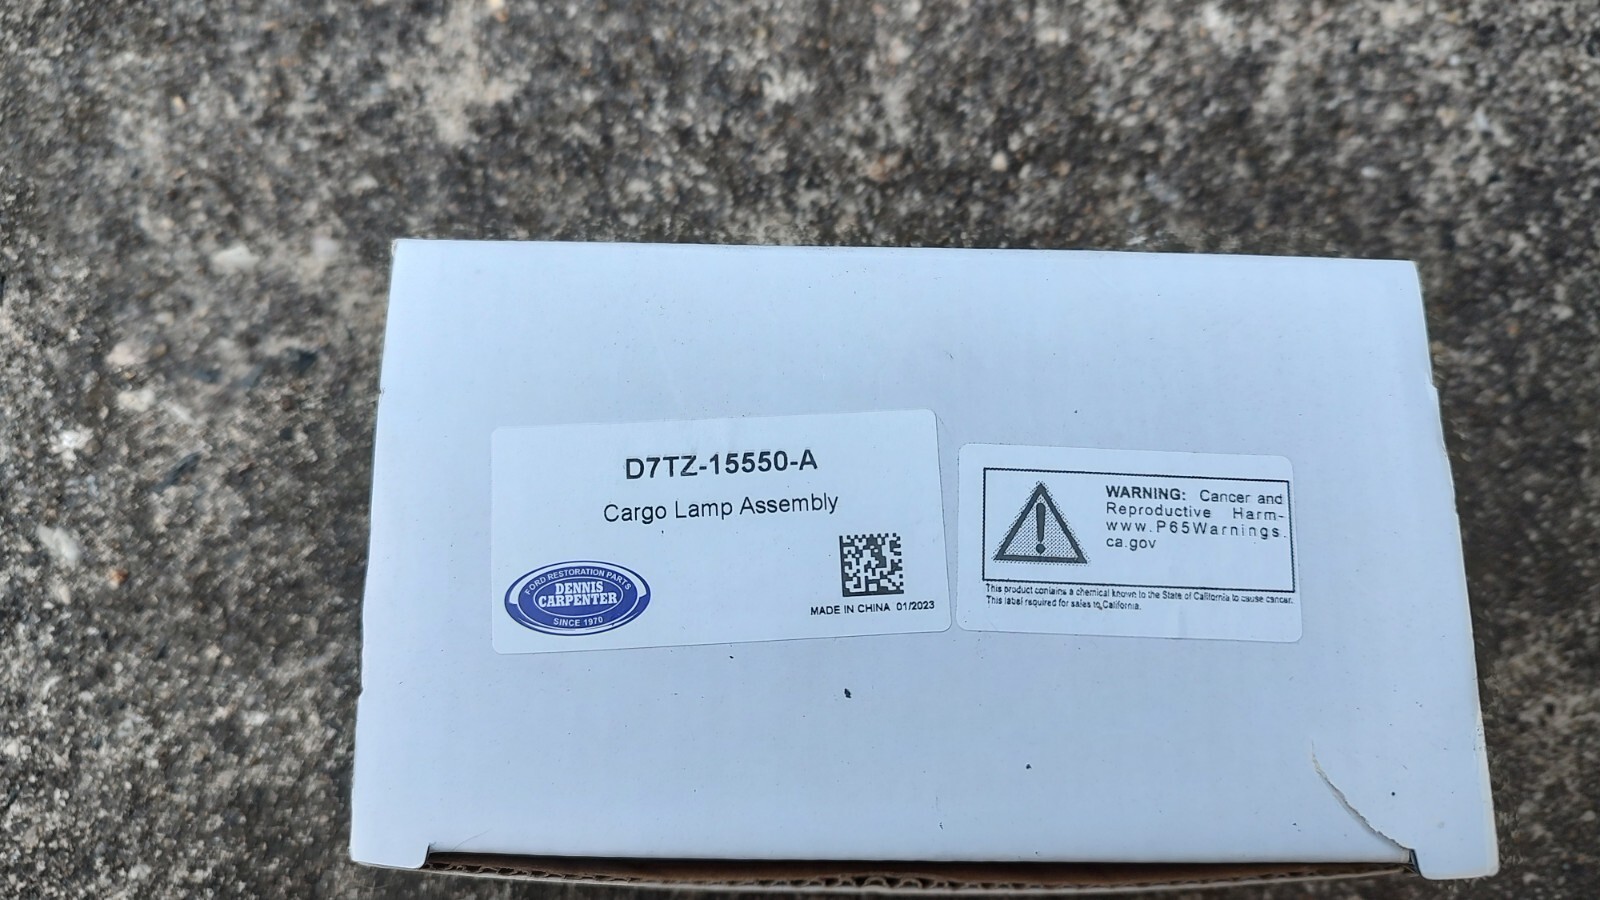 D7TZ-15550-A
Cargo Lamp Assembly
FORD RESTORATION PARTS
DENNIS
CARPENTER
SINCE 1970
MADE IN CHINA 01/2023
WARNING: Cancer and
Reproductive Harm-
www.P65Warnings.
ca.gov
This product contains a chemical known to the State of California to cause cancer.
This label required for sales to California.